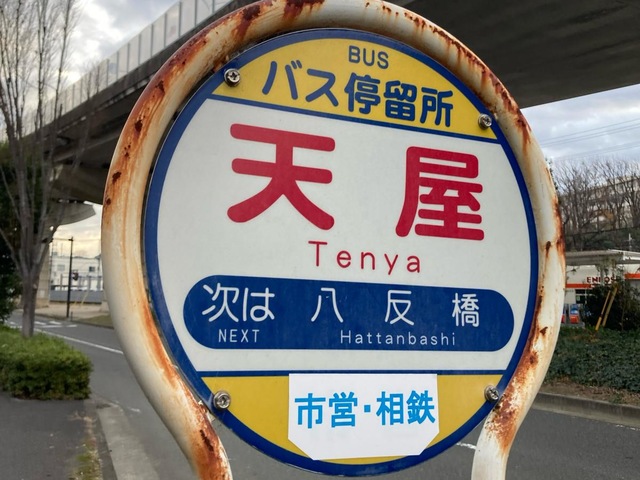 BUS
バス停留所
天屋
Tenya
次は 八反橋
NEXT Hattanbashi
市営・相鉄